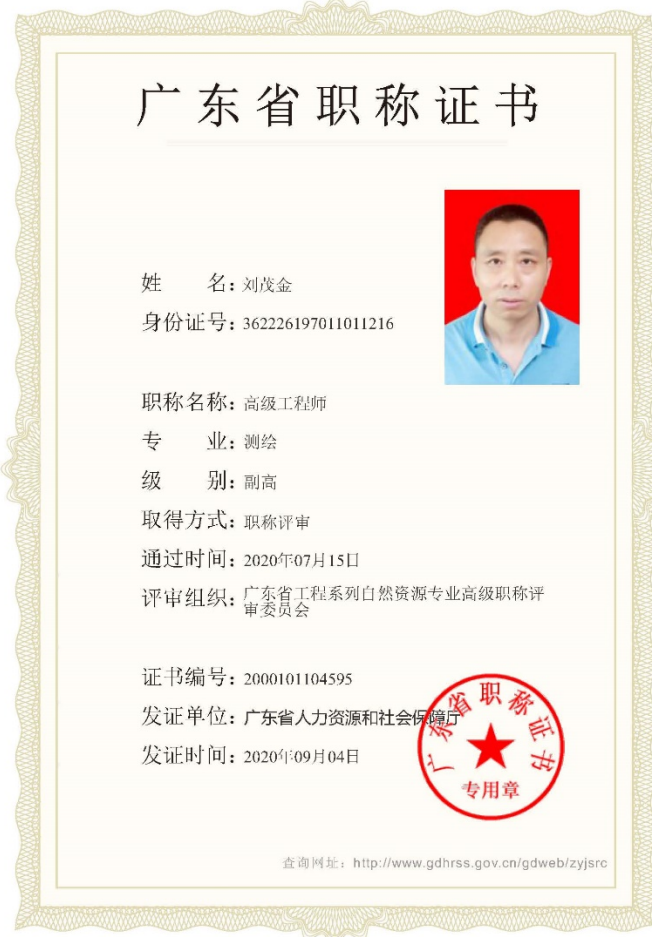 广东省职称证书
姓 名：刘茂金
身份证号：362226197011011216
职称名称：高级工程师
专 业：测绘
级 别：副高
取得方式：职称评审
通过时间：2020年07月15日
评审组织：广东省工程系列自然资源专业高级职称评
审委员会
证书编号：2000101104595
发证单位：广东省人力资源和社会保障厅
发证时间：2020年09月04日
广东省职称证书
专用章
查询网址：http://www.gdhrss.gov.cn/gdweb/zyjsrc